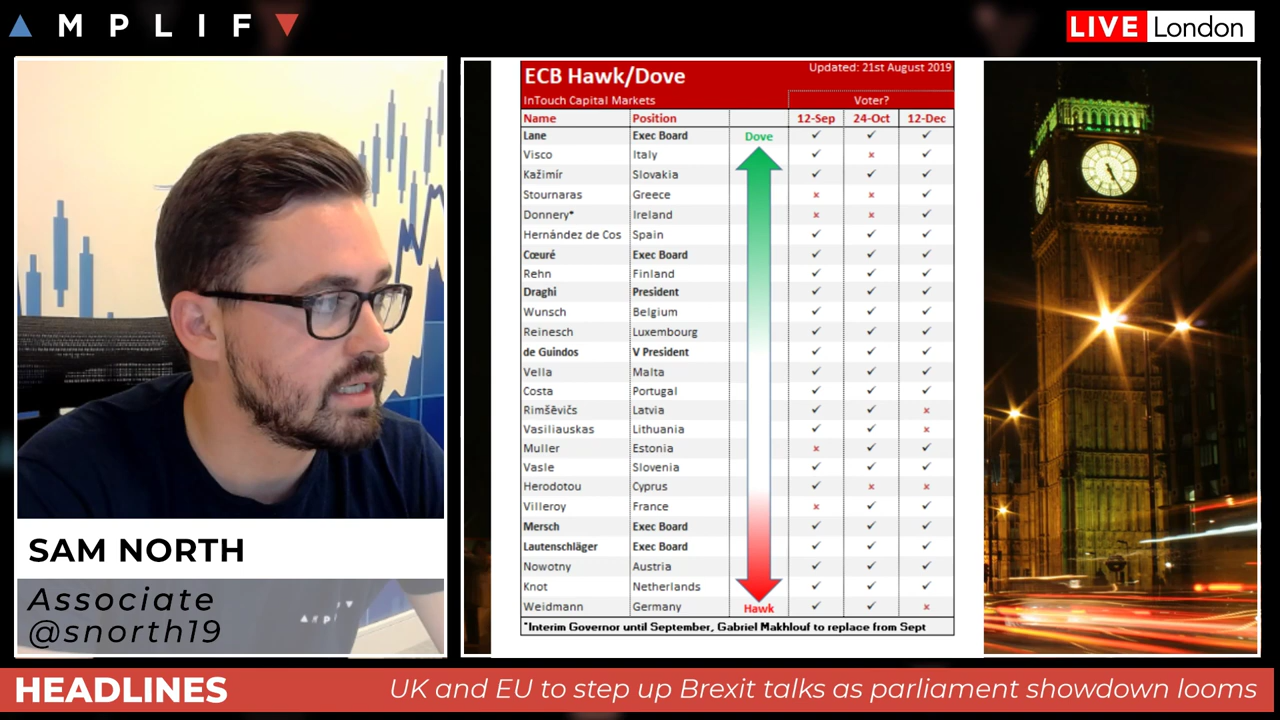 MPLIF
LIVE London
ECB Hawk/Dove
Updated: 21st August 2019
InTouch Capital Markets
Voter?
Name Position 12-Sep 24-Oct 12-Dec
Lane Exec Board Dove ✓ ✓ ✓
Visco Italy ✓ x ✓
Kažimír Slovakia ✓ ✓ ✓
Stournaras Greece x x ✓
Donnery* Ireland x x ✓
Hernández de Cos Spain ✓ ✓ ✓
Cœuré Exec Board ✓ ✓ ✓
Rehn Finland ✓ ✓ ✓
Draghi President ✓ ✓ ✓
Wunsch Belgium ✓ ✓ ✓
Reinesch Luxembourg ✓ ✓ ✓
de Guindos V President ✓ ✓ ✓
Vella Malta ✓ ✓ ✓
Costa Portugal ✓ ✓ ✓
Rimšēvičs Latvia ✓ ✓ x
Vasiliauskas Lithuania ✓ ✓ x
Muller Estonia x ✓ ✓
Vasle Slovenia ✓ ✓ ✓
Herodotou Cyprus ✓ x x
Villeroy France x ✓ ✓
Mersch Exec Board ✓ ✓ ✓
Lautenschläger Exec Board ✓ ✓ ✓
Nowotny Austria ✓ ✓ ✓
Knot Netherlands ✓ ✓ ✓
Weidmann Germany Hawk ✓ ✓ x
*Interim Governor until September, Gabriel Makhlouf to replace from Sept
SAM NORTH
Associate
@snorth19
HEADLINES
UK and EU to step up Brexit talks as parliament showdown looms